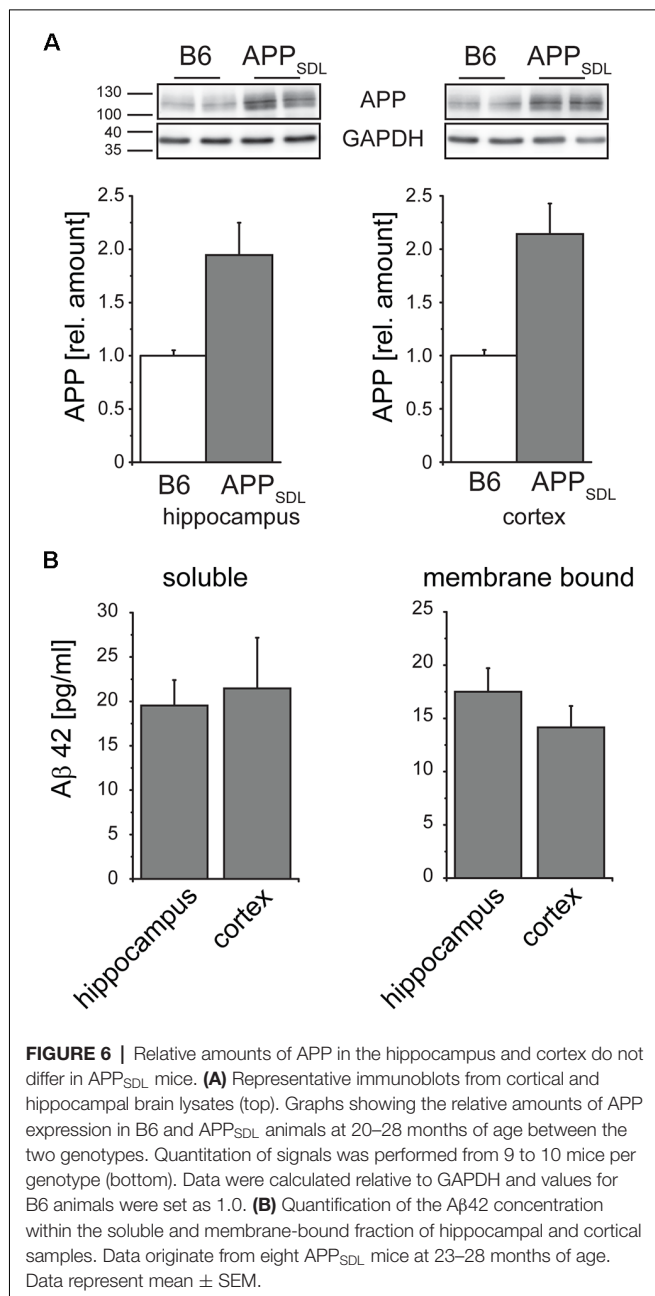 A
B6 APPSDL
B6 APPSDL
130
100
40
35
APP
GAPDH
APP [rel. amount]
2.5
2.0
1.5
1.0
0.5
0
B6 APPSDL
hippocampus
APP [rel. amount]
2.5
2.0
1.5
1.0
0.5
0
B6 APPSDL
cortex
B
soluble
Aβ 42 [pg/ml]
30
25
20
15
10
5
0
hippocampus
cortex
membrane bound
25
20
15
10
5
0
hippocampus
cortex
FIGURE 6 | Relative amounts of APP in the hippocampus and cortex do not
differ in APPSDL mice. (A) Representative immunoblots from cortical and
hippocampal brain lysates (top). Graphs showing the relative amounts of APP
expression in B6 and APPSDL animals at 20–28 months of age between the
two genotypes. Quantitation of signals was performed from 9 to 10 mice per
genotype (bottom). Data were calculated relative to GAPDH and values for
B6 animals were set as 1.0. (B) Quantification of the Aβ42 concentration
within the soluble and membrane-bound fraction of hippocampal and cortical
samples. Data originate from eight APPSDL mice at 23–28 months of age.
Data represent mean ± SEM.